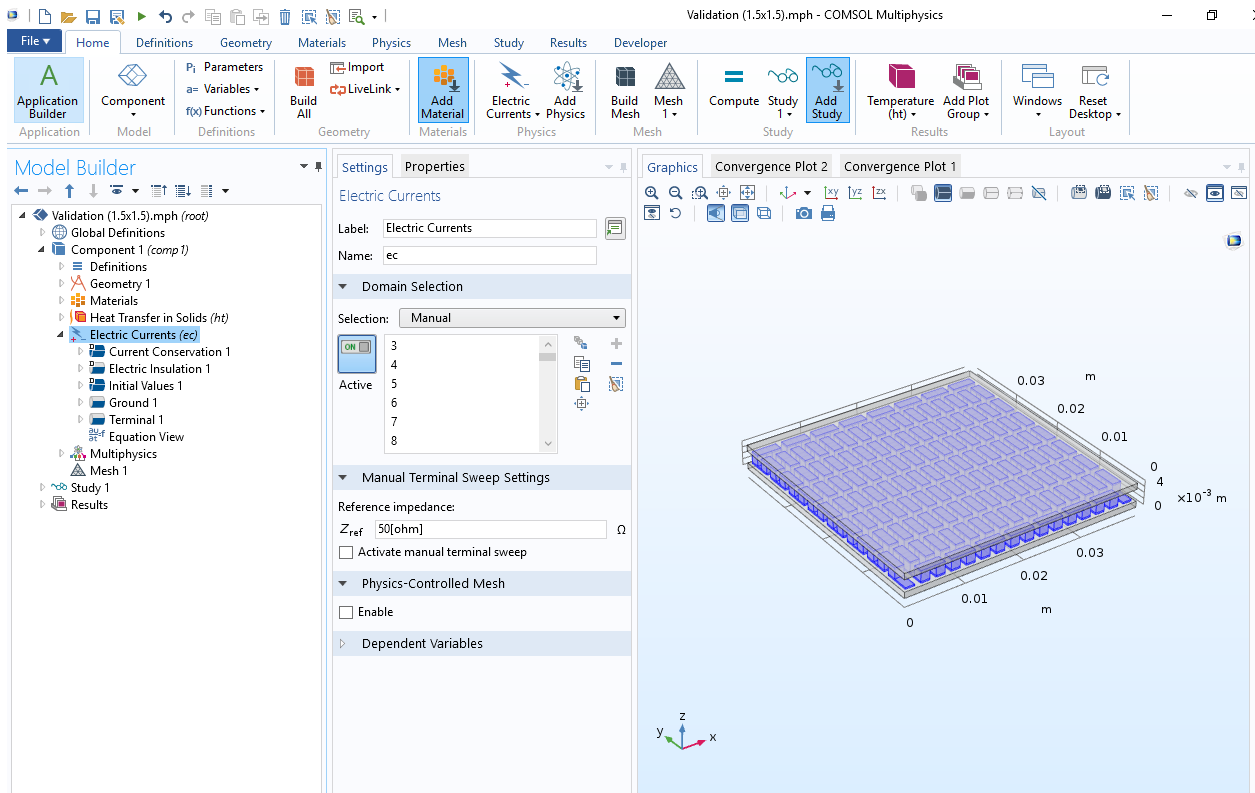 Validation (1.5x1.5).mph - COMSOL Multiphysics
File Home Definitions Geometry Materials Physics Mesh Study Results Developer
A Application Builder
Application
Component
Model
Pi Parameters
a= Variables
f(x) Functions
Definitions
Build All
Import
LiveLink
Geometry
Add Material
Materials
Electric Currents
Add Physics
Physics
Build Mesh
Mesh 1
Mesh
Compute
Study 1
Add Study
Study
Temperature (ht)
Add Plot Group
Results
Windows
Reset Desktop
Layout
Model Builder
Validation (1.5x1.5).mph (root)
Global Definitions
Component 1 (comp1)
Definitions
Geometry 1
Materials
Heat Transfer in Solids (ht)
Electric Currents (ec)
Current Conservation 1
Electric Insulation 1
Initial Values 1
Ground 1
Terminal 1
Equation View
Multiphysics
Mesh 1
Study 1
Results
Settings Properties
Electric Currents
Label: Electric Currents
Name: ec
Domain Selection
Selection: Manual
ON
Active
3
4
5
6
7
8
Manual Terminal Sweep Settings
Reference impedance:
Zref 50[ohm] Ω
Activate manual terminal sweep
Physics-Controlled Mesh
Enable
Dependent Variables
Graphics Convergence Plot 2 Convergence Plot 1
xy yz zx
0.03 m
0.02
0.01
0
4
×10⁻³ m
0
0.03
0.02
0.01 m
0
z
y x